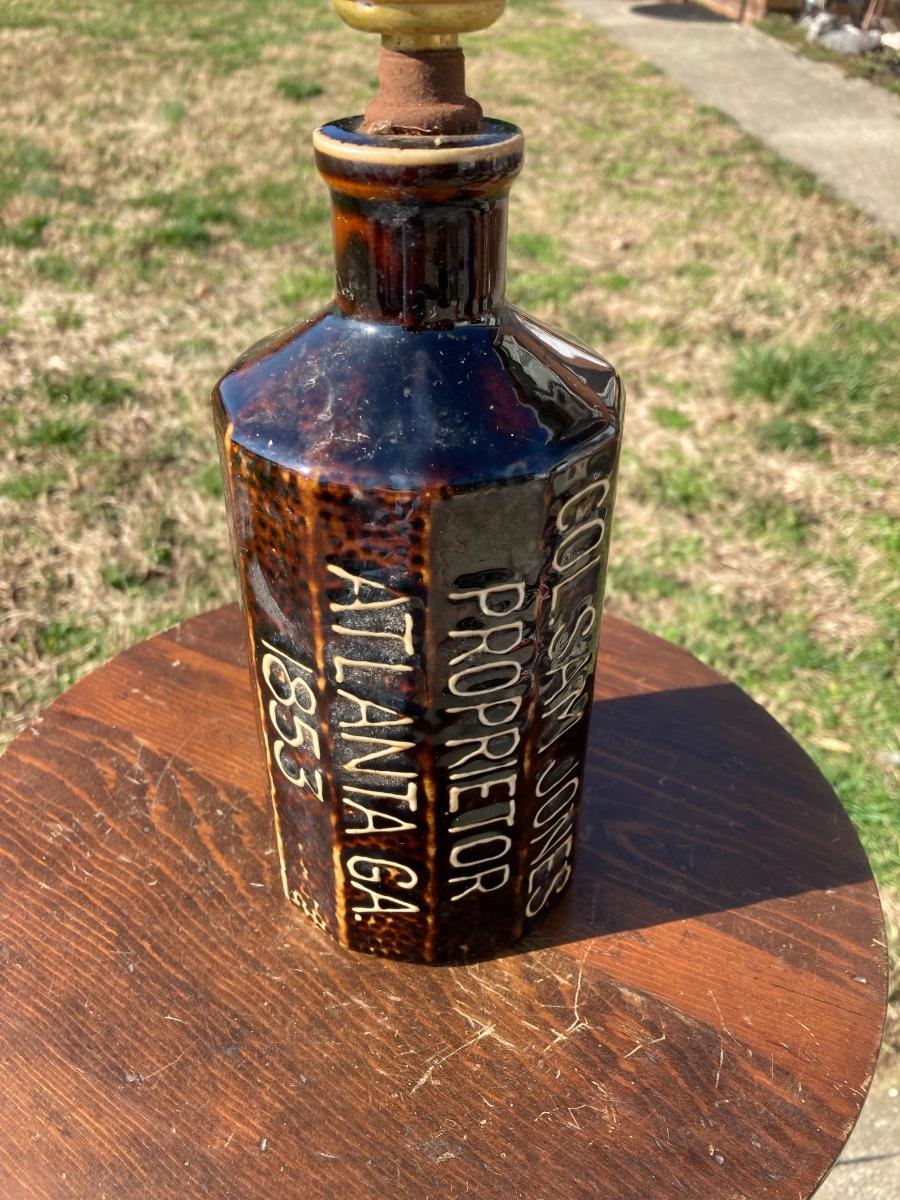 COL. SAM JONES
PROPRIETOR
ATLANTA GA.
1853